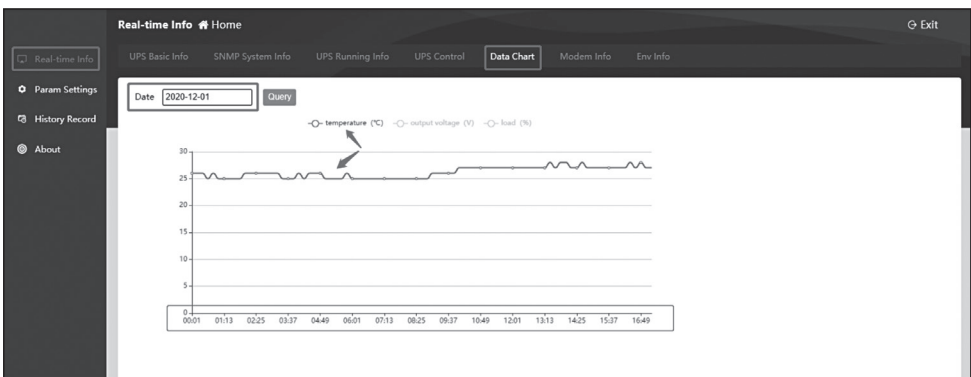 Real-time Info Home
Exit
Real-time Info
Param Settings
History Record
About
UPS Basic Info SNMP System Info UPS Running Info UPS Control Data Chart Modem Info Env Info
Date 2020-12-01 Query
temperature (℃) output voltage (V) load (%)
30
25
20
15
10
5
0
00:01 01:13 02:25 03:37 04:49 06:01 07:13 08:25 09:37 10:49 12:01 13:13 14:25 15:37 16:49